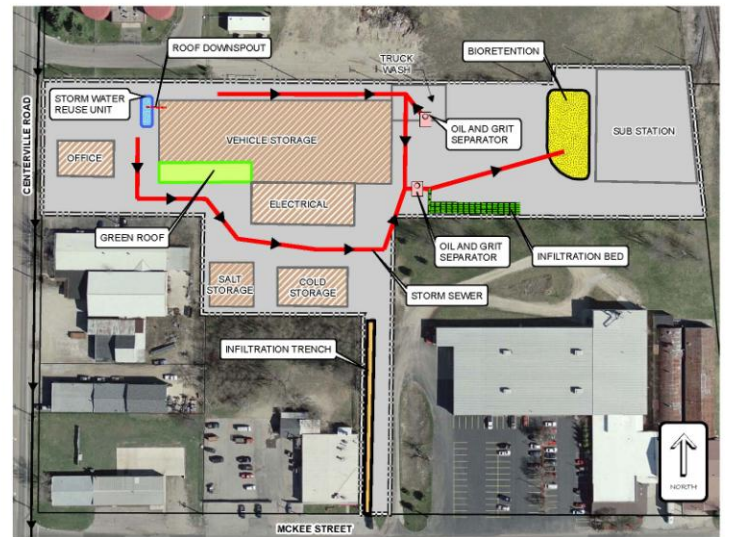 BIORETENTION
ROOF DOWNSPOUT
TRUCK
WASH
STORM WATER
REUSE UNIT
CENTERVILLE ROAD
OIL AND GRIT
SEPARATOR
SUB STATION
VEHICLE STORAGE
OFFICE
ELECTRICAL
GREEN ROOF
OIL AND GRIT
SEPARATOR
INFILTRATION BED
SALT
STORAGE
COLD
STORAGE
STORM SEWER
INFILTRATION TRENCH
NORTH
MCKEE STREET